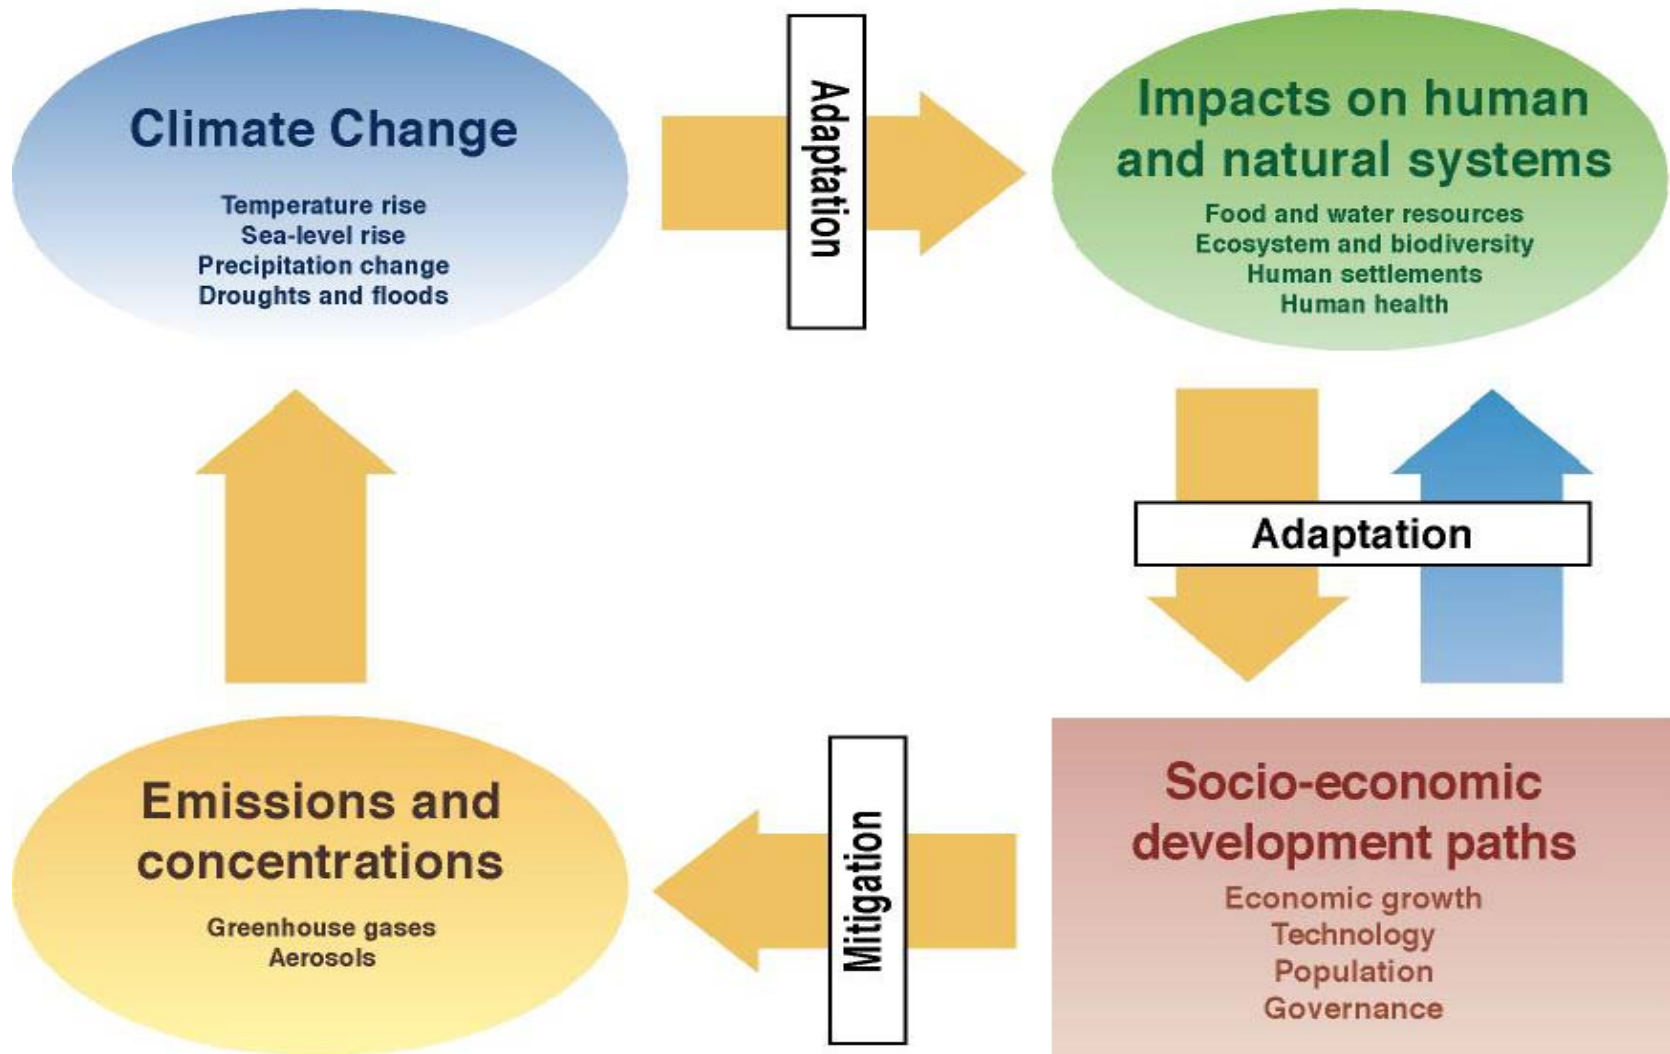 Climate Change
Temperature rise
Sea-level rise
Precipitation change
Droughts and floods
Adaptation
Impacts on human
and natural systems
Food and water resources
Ecosystem and biodiversity
Human settlements
Human health
Adaptation
Emissions and
concentrations
Greenhouse gases
Aerosols
Mitigation
Socio-economic
development paths
Economic growth
Technology
Population
Governance